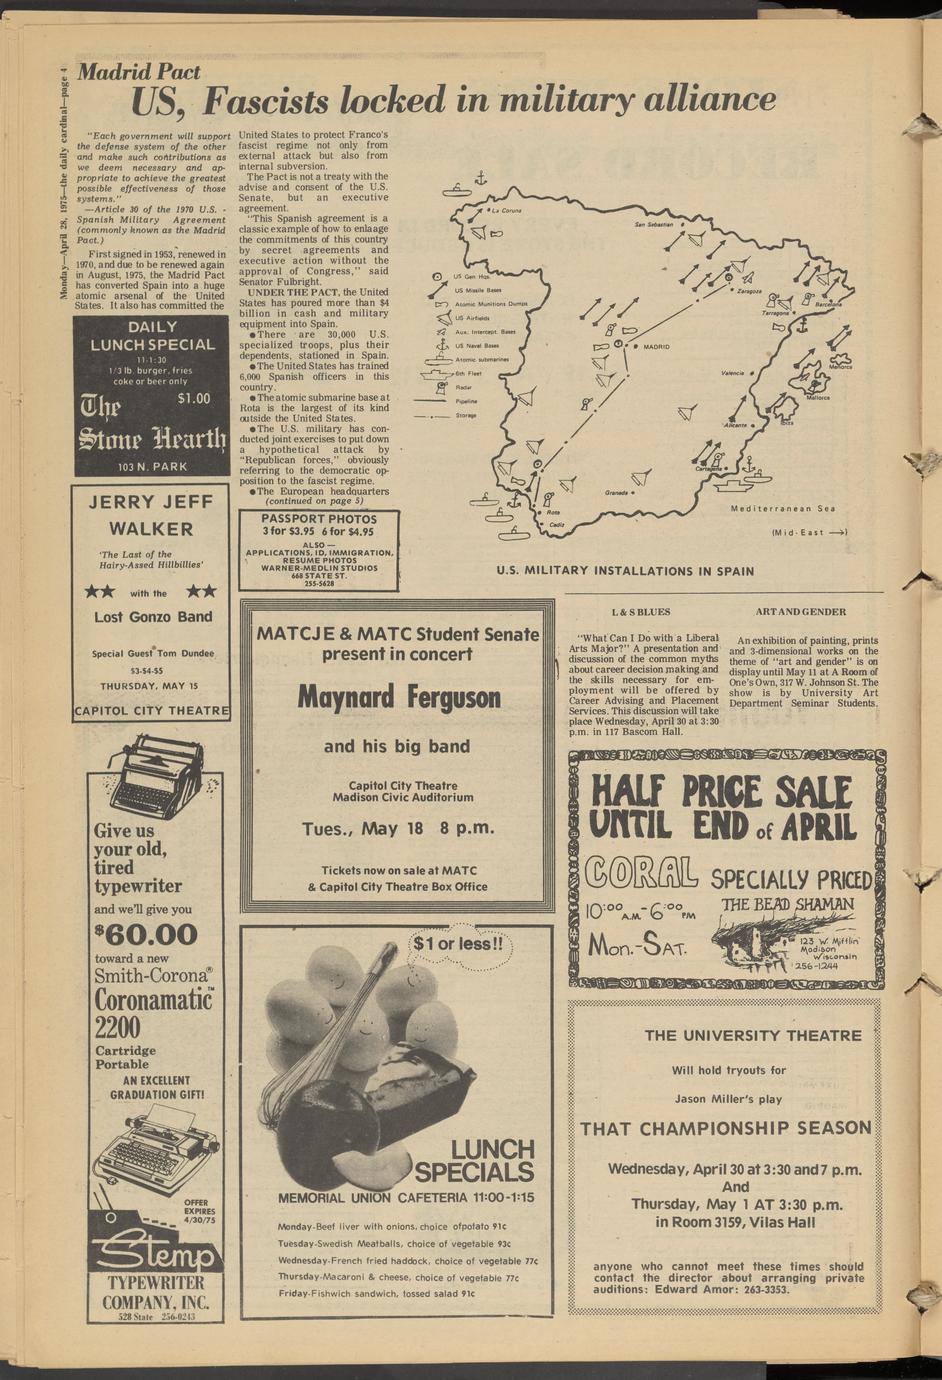 Monday—April 28, 1975—the daily cardinal—page 4
Madrid Pact
US, Fascists locked in military alliance
"Each government will support
the defense system of the other
and make such contributions as
we deem necessary and ap-
propriate to achieve the greatest
possible effectiveness of those
systems."
—Article 30 of the 1970 U.S. -
Spanish Military Agreement
(commonly known as the Madrid
Pact.)
First signed in 1953, renewed in
1970, and due to be renewed again
in August, 1975, the Madrid Pact
has converted Spain into a huge
atomic arsenal of the United
States. It also has committed the
United States to protect Franco's
fascist regime not only from
external attack but also from
internal subversion.
The Pact is not a treaty with the
advise and consent of the U.S.
Senate, but an executive
agreement.
"This Spanish agreement is a
classic example of how to enlaage
the commitments of this country
by secret agreements and
executive action without the
approval of Congress," said
Senator Fulbright.
UNDER THE PACT, the United
States has poured more than $4
billion in cash and military
equipment into Spain.
●There are 30,000 U.S.
specialized troops, plus their
dependents, stationed in Spain.
●The United States has trained
6,000 Spanish officers in this
country.
●The atomic submarine base at
Rota is the largest of its kind
outside the United States.
●The U.S. military has con-
ducted joint exercises to put down
a hypothetical attack by
"Republican forces," obviously
referring to the democratic op-
position to the fascist regime.
●The European headquarters
(continued on page 5)
La Coruna
San Sebastian
Zaragoza
Barcelona
Tarragona
MADRID
Valencia
Menorca
Mallorca
Ibiza
Alicante
Cartagena
Granada
Rota
Cadiz
Mediterranean Sea
(Mid-East →)
US Gen Hqs.
US Missile Bases
Atomic Munitions Dumps
US Airfields
Aux. Intercept. Bases
US Naval Bases
Atomic submarines
6th Fleet
Radar
Pipeline
Storage
U.S. MILITARY INSTALLATIONS IN SPAIN
DAILY
LUNCH SPECIAL
11-1:30
1/3 lb. burger, fries
coke or beer only
$1.00
The
Stone Hearth
103 N. PARK
JERRY JEFF
WALKER
'The Last of the
Hairy-Assed Hillbillies'
★★ with the ★★
Lost Gonzo Band
Special Guest Tom Dundee
$3-$4-$5
THURSDAY, MAY 15
CAPITOL CITY THEATRE
PASSPORT PHOTOS
3 for $3.95 6 for $4.95
ALSO —
APPLICATIONS, ID, IMMIGRATION,
RESUME PHOTOS
WARNER-MEDLIN STUDIOS
668 STATE ST.
255-5628
MATCJE & MATC Student Senate
present in concert
Maynard Ferguson
and his big band
Capitol City Theatre
Madison Civic Auditorium
Tues., May 18 8 p.m.
Tickets now on sale at MATC
& Capitol City Theatre Box Office
L & S BLUES
"What Can I Do with a Liberal
Arts Major?" A presentation and
discussion of the common myths
about career decision making and
the skills necessary for em-
ployment will be offered by
Career Advising and Placement
Services. This discussion will take
place Wednesday, April 30 at 3:30
p.m. in 117 Bascom Hall.
ART AND GENDER
An exhibition of painting, prints
and 3-dimensional works on the
theme of "art and gender" is on
display until May 11 at A Room of
One's Own, 317 W. Johnson St. The
show is by University Art
Department Seminar Students.
HALF PRICE SALE
UNTIL END of APRIL
CORAL SPECIALLY PRICED
10:00 A.M.-6:00 PM
Mon.-Sat.
THE BEAD SHAMAN
123 W. Mifflin
Madison
Wisconsin
256-1244
Give us
your old,
tired
typewriter
and we'll give you
$60.00
toward a new
Smith-Corona®
Coronamatic™
2200
Cartridge
Portable
AN EXCELLENT
GRADUATION GIFT!
OFFER
EXPIRES
4/30/75
Stemp
TYPEWRITER
COMPANY, INC.
528 State 256-0243
$1 or less!!
LUNCH
SPECIALS
MEMORIAL UNION CAFETERIA 11:00-1:15
Monday-Beef liver with onions, choice ofpotato 91c
Tuesday-Swedish Meatballs, choice of vegetable 93c
Wednesday-French fried haddock, choice of vegetable 77c
Thursday-Macaroni & cheese, choice of vegetable 77c
Friday-Fishwich sandwich, tossed salad 91c
THE UNIVERSITY THEATRE
Will hold tryouts for
Jason Miller's play
THAT CHAMPIONSHIP SEASON
Wednesday, April 30 at 3:30 and 7 p.m.
And
Thursday, May 1 AT 3:30 p.m.
in Room 3159, Vilas Hall
anyone who cannot meet these times should
contact the director about arranging private
auditions: Edward Amor: 263-3353.